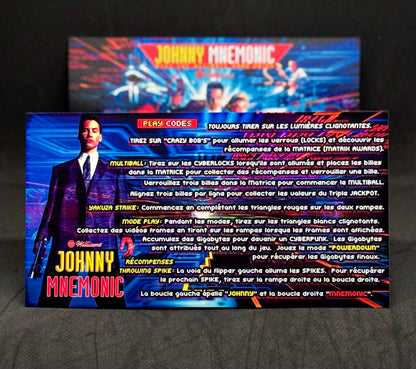 JOHNNY MNEMONIC
PLAY CODES
TOUJOURS TIRER SUR LES LUMIÈRES CLIGNOTANTES.
TIREZ SUR "CRAZY BOB'S" pour allumer les verrous (LOCKS) et découvrir les
récompenses de la MATRICE (MATRIX AWARDS).
MULTIBALL: Tirez sur les CYBERLOCKS lorsqu'ils sont allumés et placez les billes
dans la MATRICE pour collecter des récompenses et verrouiller une bille.
Verrouillez trois billes dans la Matrice pour commencer le MULTIBALL.
Alignez trois billes par ligne pour collecter les valeurs du Triple JACKPOT.
YAKUZA STRIKE: Commencez en complétant les triangles rouges sur les deux rampes.
MODE PLAY: Pendant les modes, tirez sur les triangles blancs clignotants.
Collectez des vidéos frames en tirant sur les rampes lorsque les frames sont affichées.
Accumulez des Gigabytes pour devenir un CYBERPUNK. Les Gigabytes
sont attribués tout au long du jeu. Jouez le mode "POWERDOWN"
pour récupérer les Gigabytes finaux.
Williams
JOHNNY
MNEMONIC
RÉCOMPENSES
THROWING SPIKE: La voie du flipper gauche allume les SPIKES. Pour récupérer
le prochain SPIKE, tirez sur la rampe droite ou la boucle droite.
La boucle gauche épelle "JOHNNY" et la boucle droite "MNEMONIC".